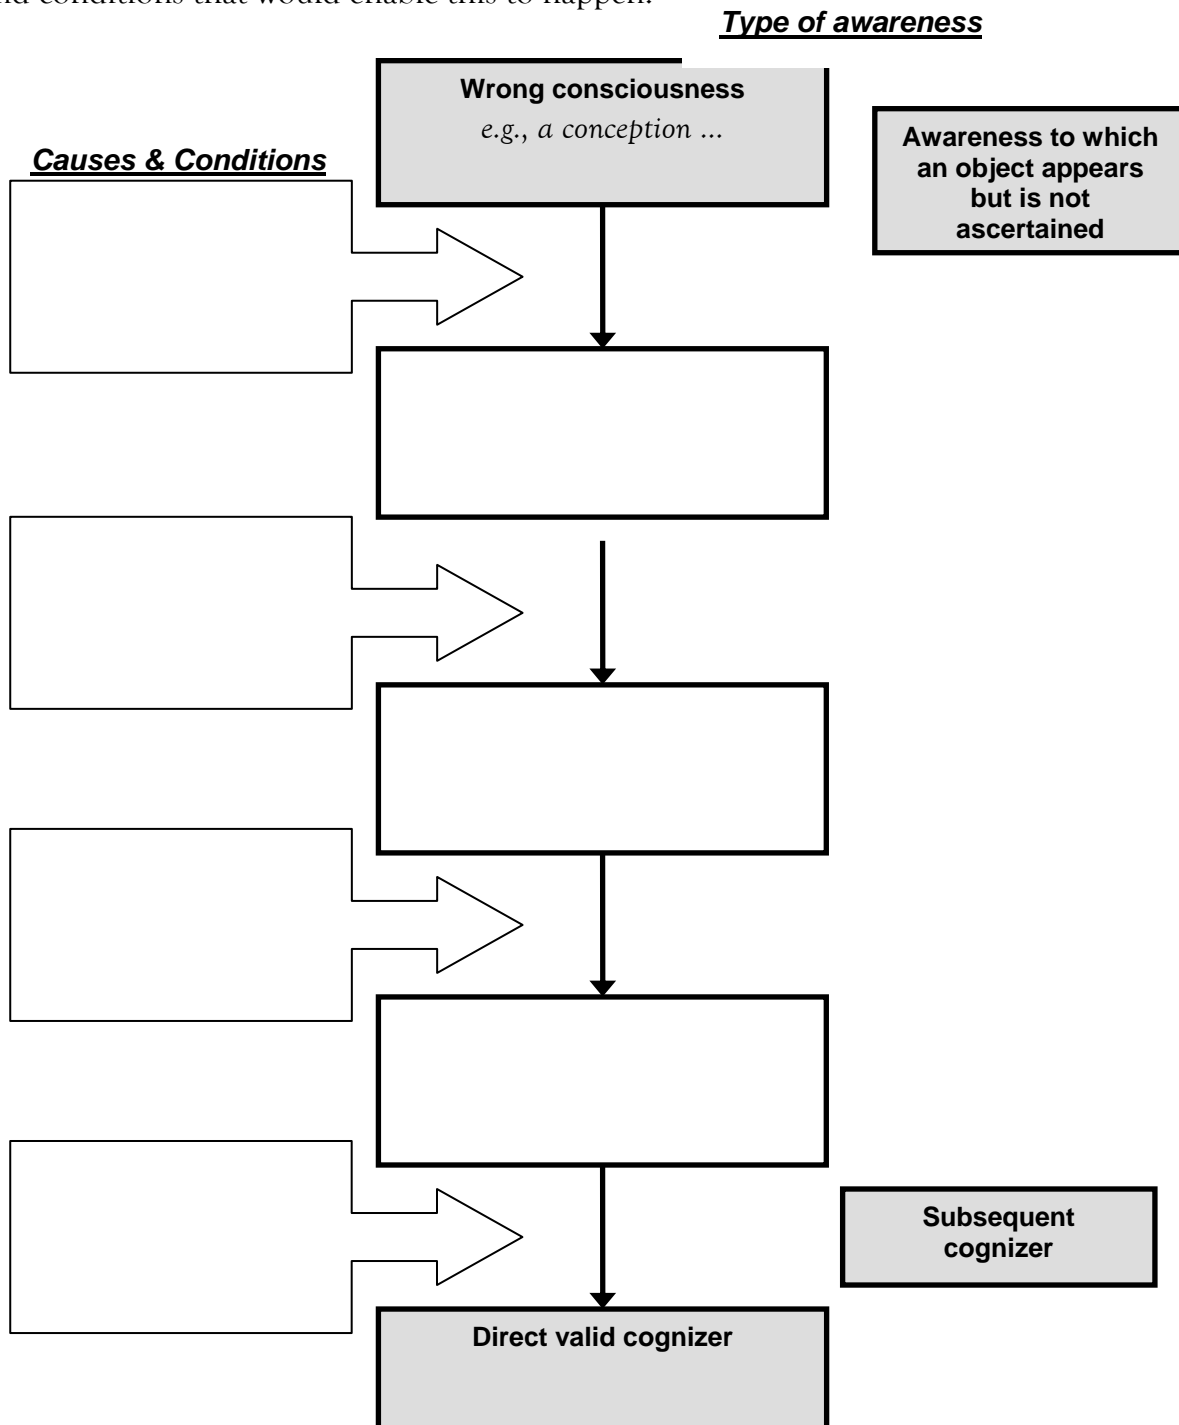 conditions that would enable this to happen.
Type of awareness
Wrong consciousness
e.g., a conception ...
Awareness to which
an object appears
but is not
ascertained
Causes & Conditions
Subsequent
cognizer
Direct valid cognizer